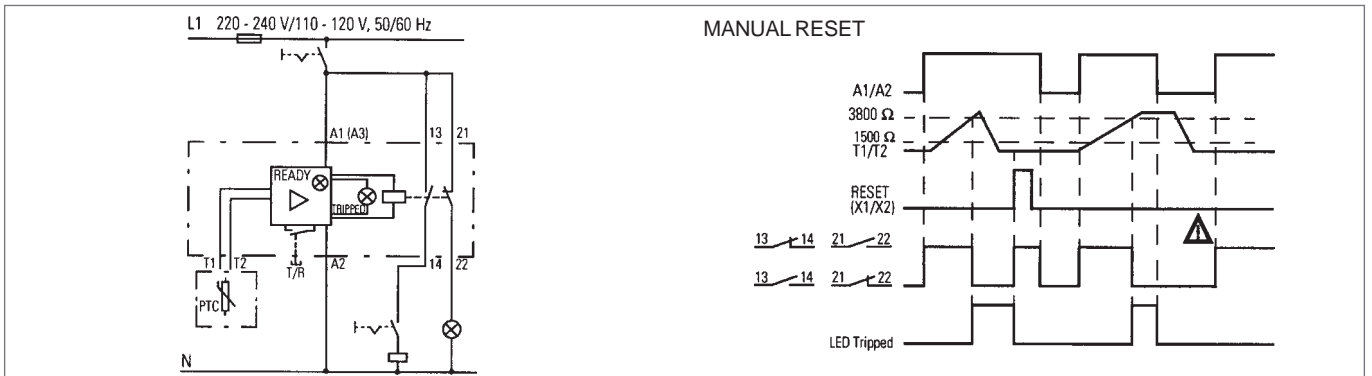 L1 220 - 240 V/110 - 120 V, 50/60 Hz
A1 (A3) 13 21
READY
TRIPPED
T1 T2 T/R A2 14 22
PTC
N
MANUAL RESET
A1/A2
3800 Ω
1500 Ω
T1/T2
RESET
(X1/X2)
13 14 21 22
13 14 21 22
LED Tripped